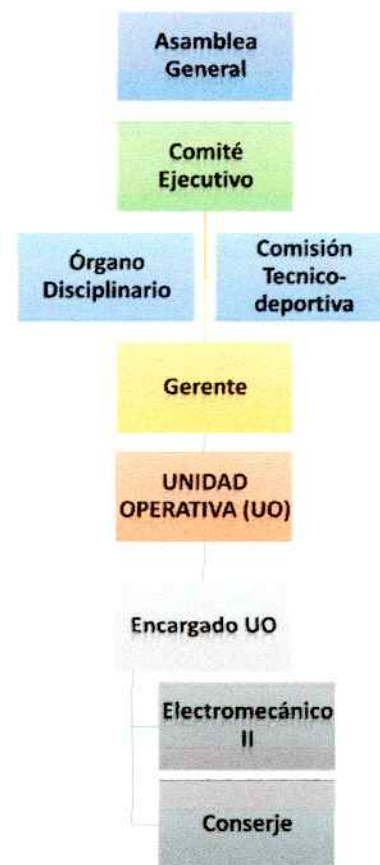 Asamblea
General
Comité
Ejecutivo
Órgano
Disciplinario
Comisión
Tecnico-
deportiva
Gerente
UNIDAD
OPERATIVA (UO)
Encargado UO
Electromecánico
II
Conserje